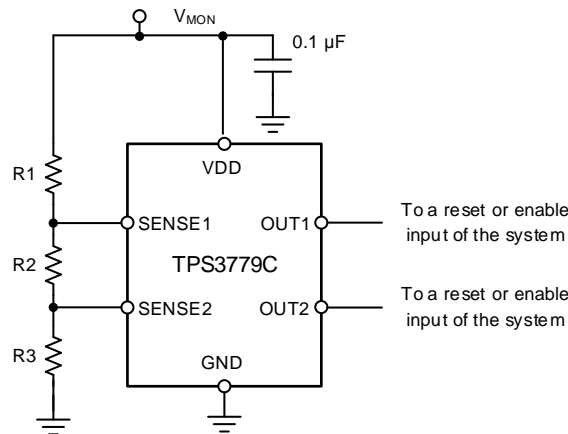 VMON
0.1 µF
R1
VDD
SENSE1
OUT1
To a reset or enable
input of the system
R2
TPS3779C
SENSE2
OUT2
To a reset or enable
input of the system
R3
GND